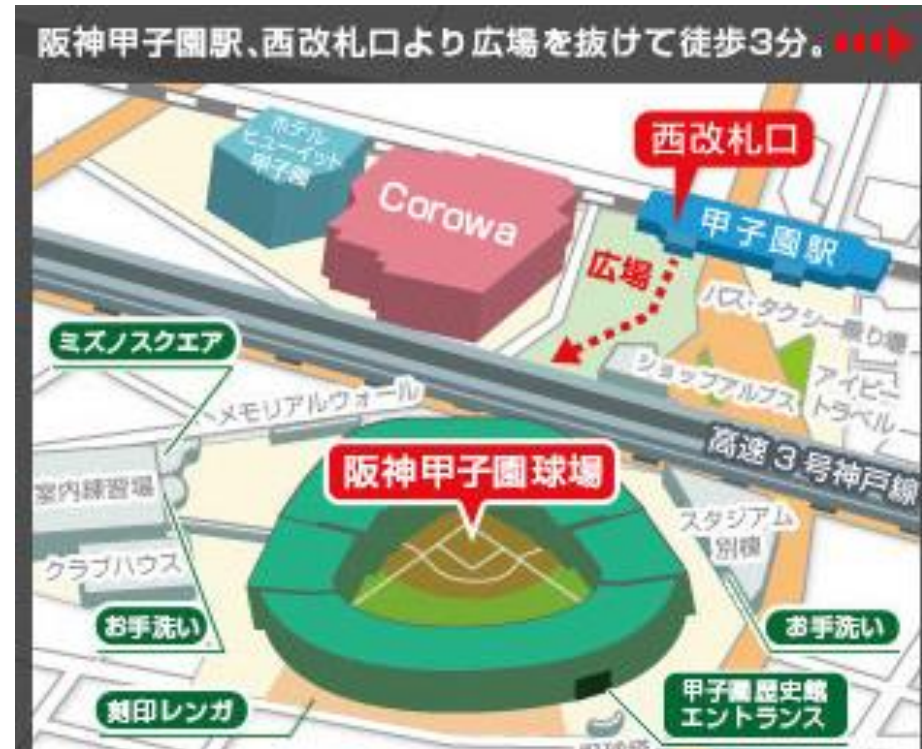 阪神甲子園駅、西改札口より広場を抜けて徒歩3分。
ホテル
ヒューイット
甲子園
Corowa
西改札口
甲子園駅
広場
バス・タクシー乗り場
ミズノスクエア
ショップアルプス
アイビー
トラベル
メモリアルウォール
高速3号神戸線
阪神甲子園球場
室内練習場
スタジアム
別棟
クラブハウス
お手洗い
お手洗い
刻印レンガ
甲子園歴史館
エントランス